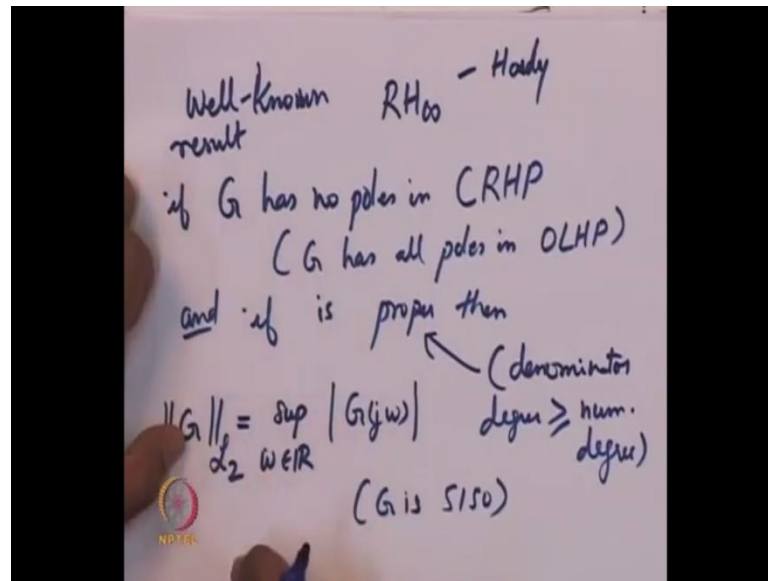 Well-Known RH∞ - Hardy
result
if G has no poles in CRHP
(G has all poles in OLHP)
and if is proper then
(denominator
degree ≥ num.
degree)
||G||L₂ = sup |G(jω)|
ω∈ℝ
(G is SISO)
NPTEL